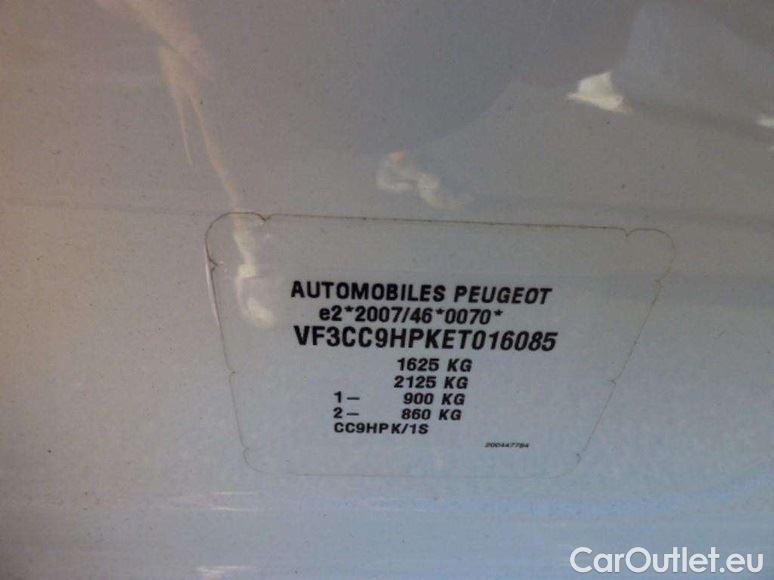 AUTOMOBILES PEUGEOT
e2*2007/46*0070*
VF3CC9HPKET016085
1625 KG
2125 KG
1- 900 KG
2- 860 KG
CC9HPK/1S
200447784
CarOutlet.eu